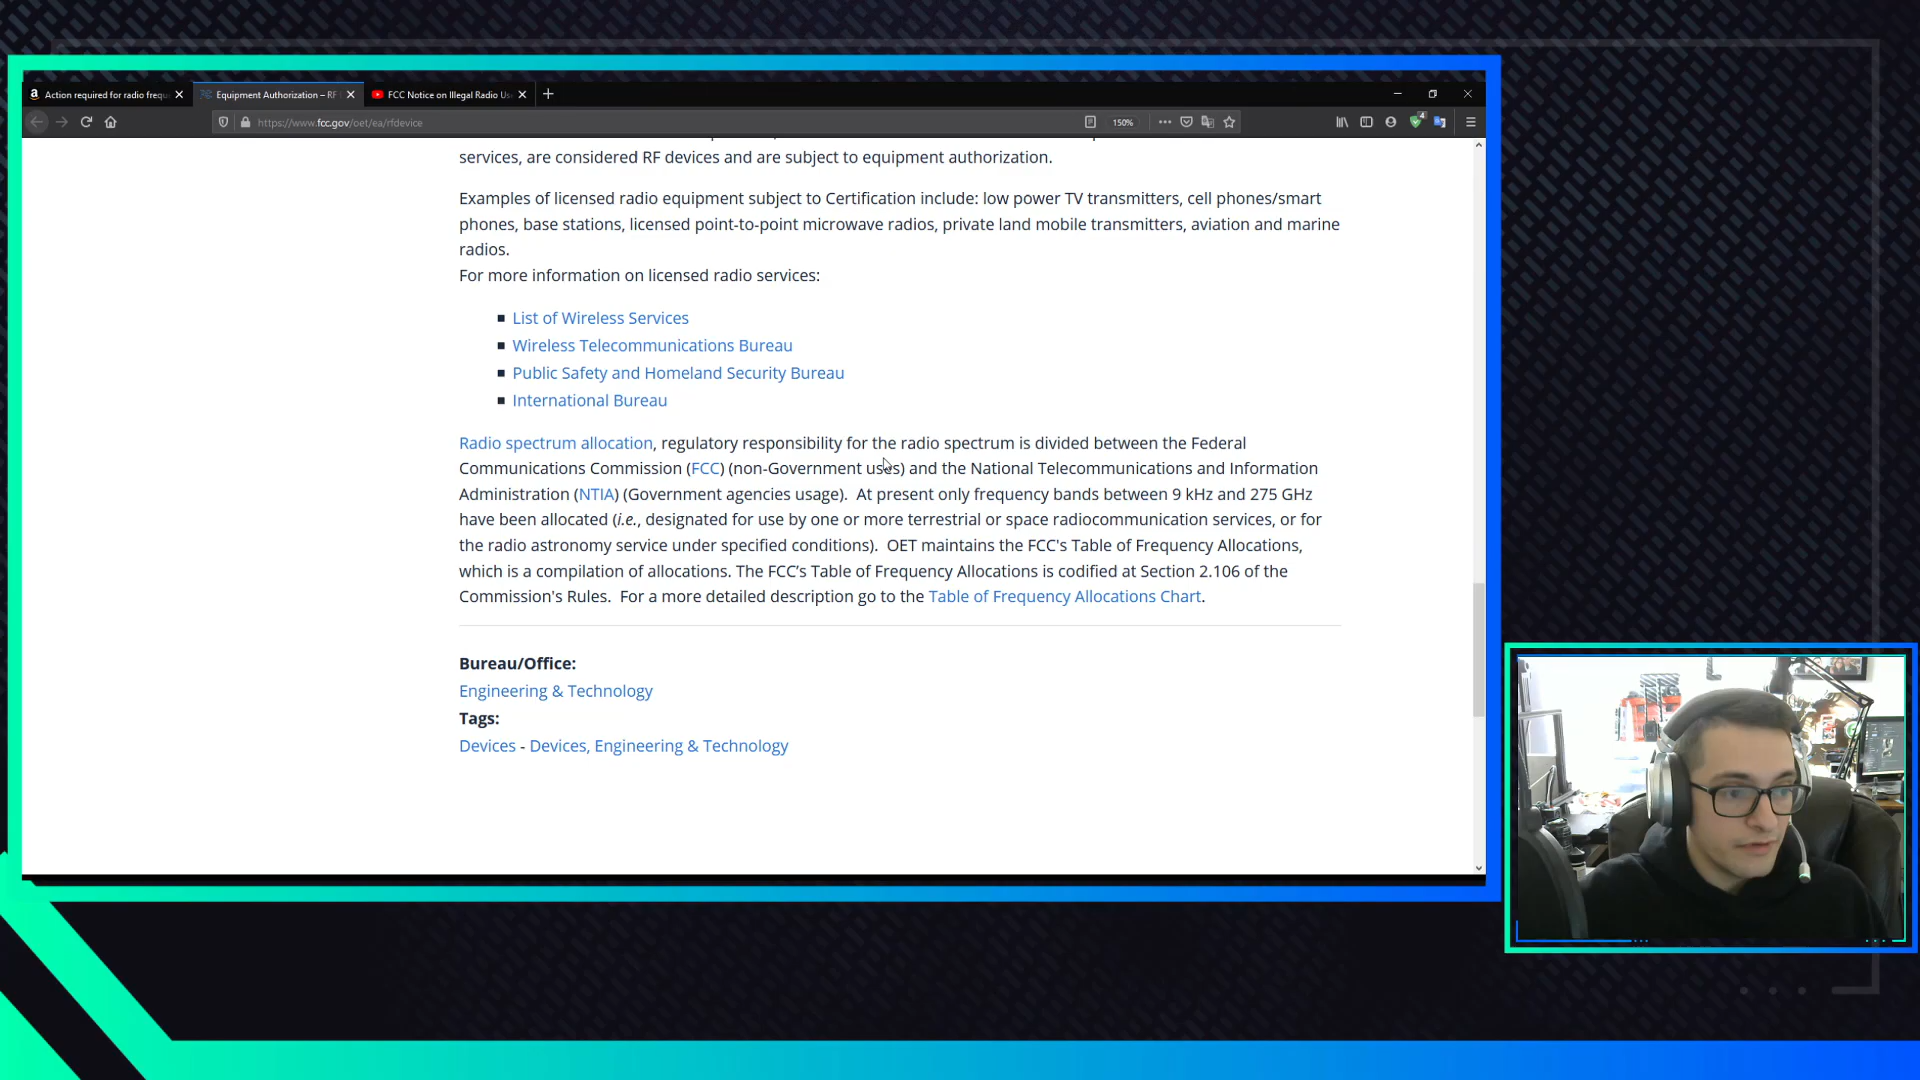 Action required for radio frequ
Equipment Authorization – RF
FCC Notice on Illegal Radio Us
https://www.fcc.gov/oet/ea/rfdevice
150%
4
services, are considered RF devices and are subject to equipment authorization.
Examples of licensed radio equipment subject to Certification include: low power TV transmitters, cell phones/smart
phones, base stations, licensed point-to-point microwave radios, private land mobile transmitters, aviation and marine
radios.
For more information on licensed radio services:
List of Wireless Services
Wireless Telecommunications Bureau
Public Safety and Homeland Security Bureau
International Bureau
Radio spectrum allocation, regulatory responsibility for the radio spectrum is divided between the Federal
Communications Commission (FCC) (non-Government uses) and the National Telecommunications and Information
Administration (NTIA) (Government agencies usage).  At present only frequency bands between 9 kHz and 275 GHz
have been allocated (i.e., designated for use by one or more terrestrial or space radiocommunication services, or for
the radio astronomy service under specified conditions).  OET maintains the FCC's Table of Frequency Allocations,
which is a compilation of allocations. The FCC’s Table of Frequency Allocations is codified at Section 2.106 of the
Commission's Rules.  For a more detailed description go to the Table of Frequency Allocations Chart.
Bureau/Office:
Engineering & Technology
Tags:
Devices - Devices, Engineering & Technology